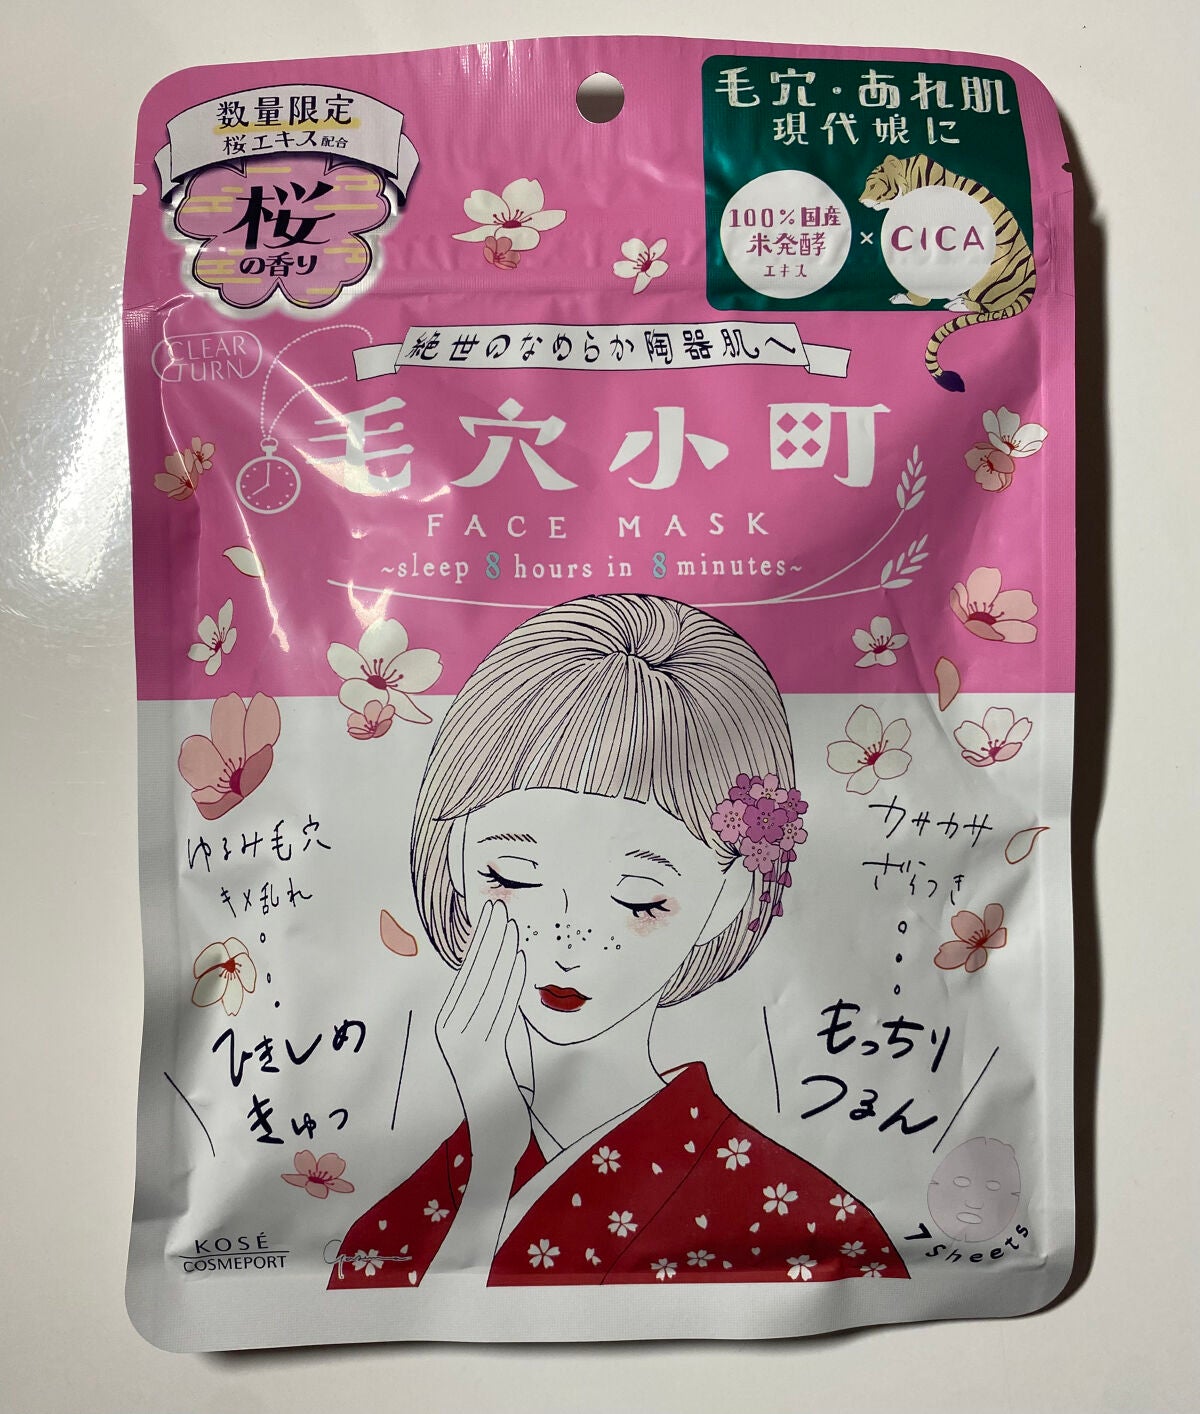 数量限定
桜エキス配合
桜
の香り
毛穴・あれ肌
現代娘に
100%国産
米発酵
エキス
×
CICA
CICA
CLEAR
TURN
絶世のなめらか陶器肌へ
毛穴小町
FACE MASK
~sleep 8 hours in 8 minutes~
ゆるみ毛穴
キメ乱れ
ひきしめ
きゅっ
カサカサ
ざらつき
もっちり
つるん
7 sheets
KOSÉ
COSMEPORT